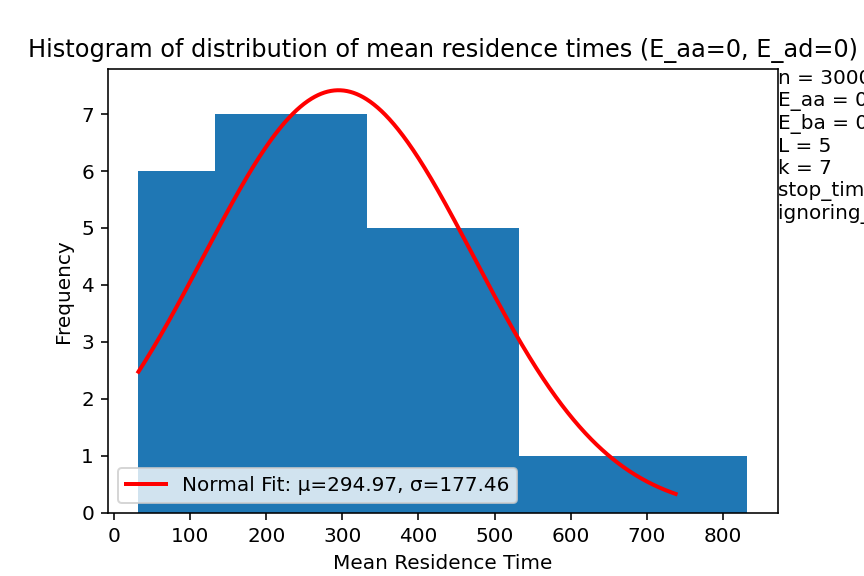 Histogram of distribution of mean residence times (E_aa=0, E_ad=0)
n = 3000
E_aa = 0
E_ba = 0
L = 5
k = 7
stop_tim
ignoring_
7
6
5
4
3
2
1
0
Frequency
Normal Fit: μ=294.97, σ=177.46
0 100 200 300 400 500 600 700 800
Mean Residence Time